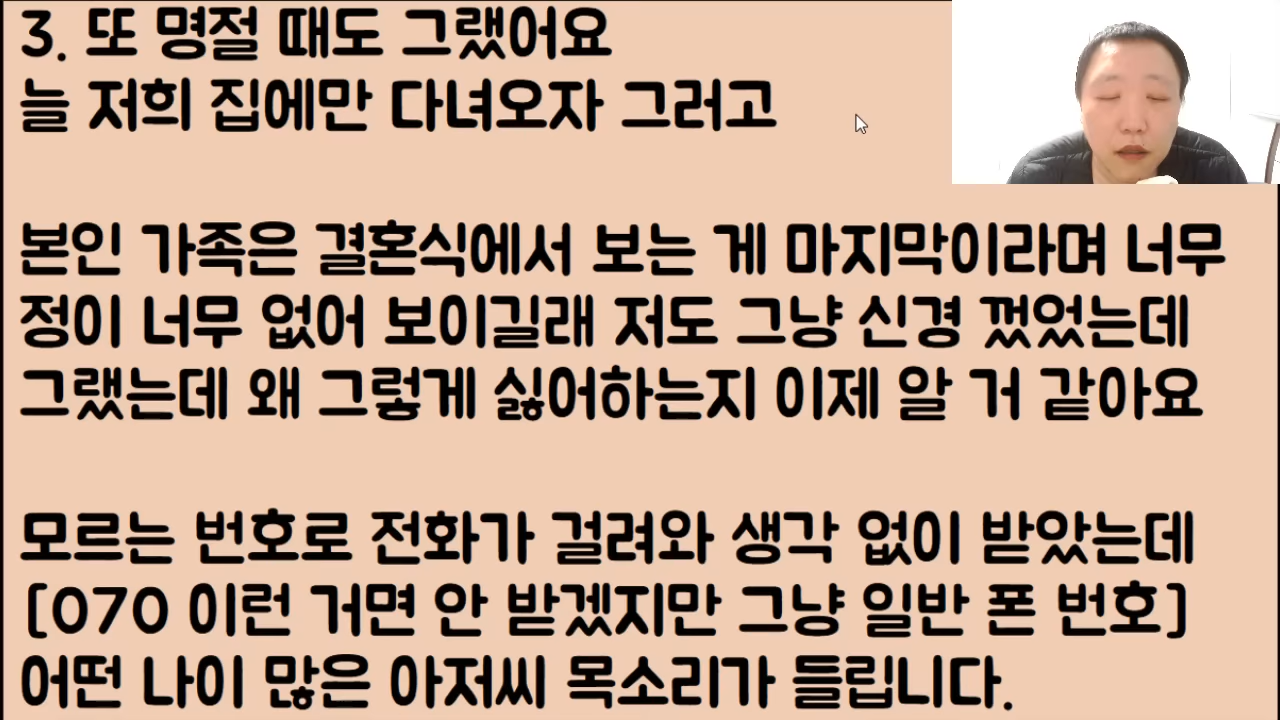 3. 또 명절 때도 그랬어요
늘 저희 집에만 다녀오자 그러고
본인 가족은 결혼식에서 보는 게 마지막이라며 너무
정이 너무 없어 보이길래 저도 그냥 신경 껐었는데
그랬는데 왜 그렇게 싫어하는지 이제 알 거 같아요
모르는 번호로 전화가 걸려와 생각 없이 받았는데
[070 이런 거면 안 받겠지만 그냥 일반 폰 번호]
어떤 나이 많은 아저씨 목소리가 들립니다.